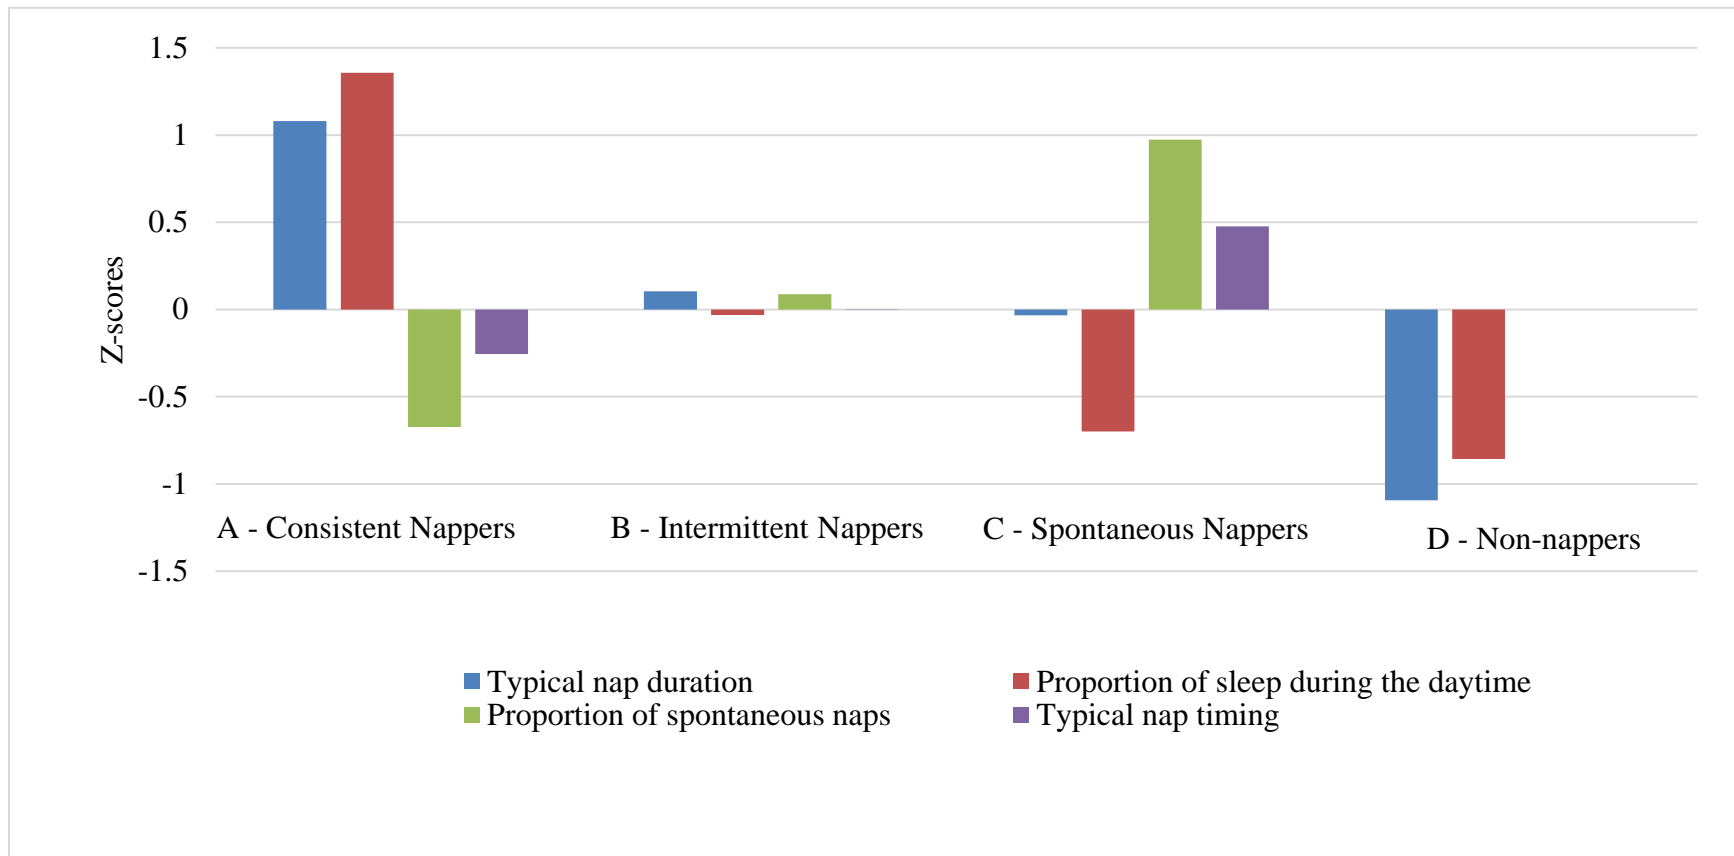 1.5
1
0.5
0
-0.5
-1
-1.5
Z-scores
A - Consistent Nappers
B - Intermittent Nappers
C - Spontaneous Nappers
D - Non-nappers
Typical nap duration
Proportion of sleep during the daytime
Proportion of spontaneous naps
Typical nap timing